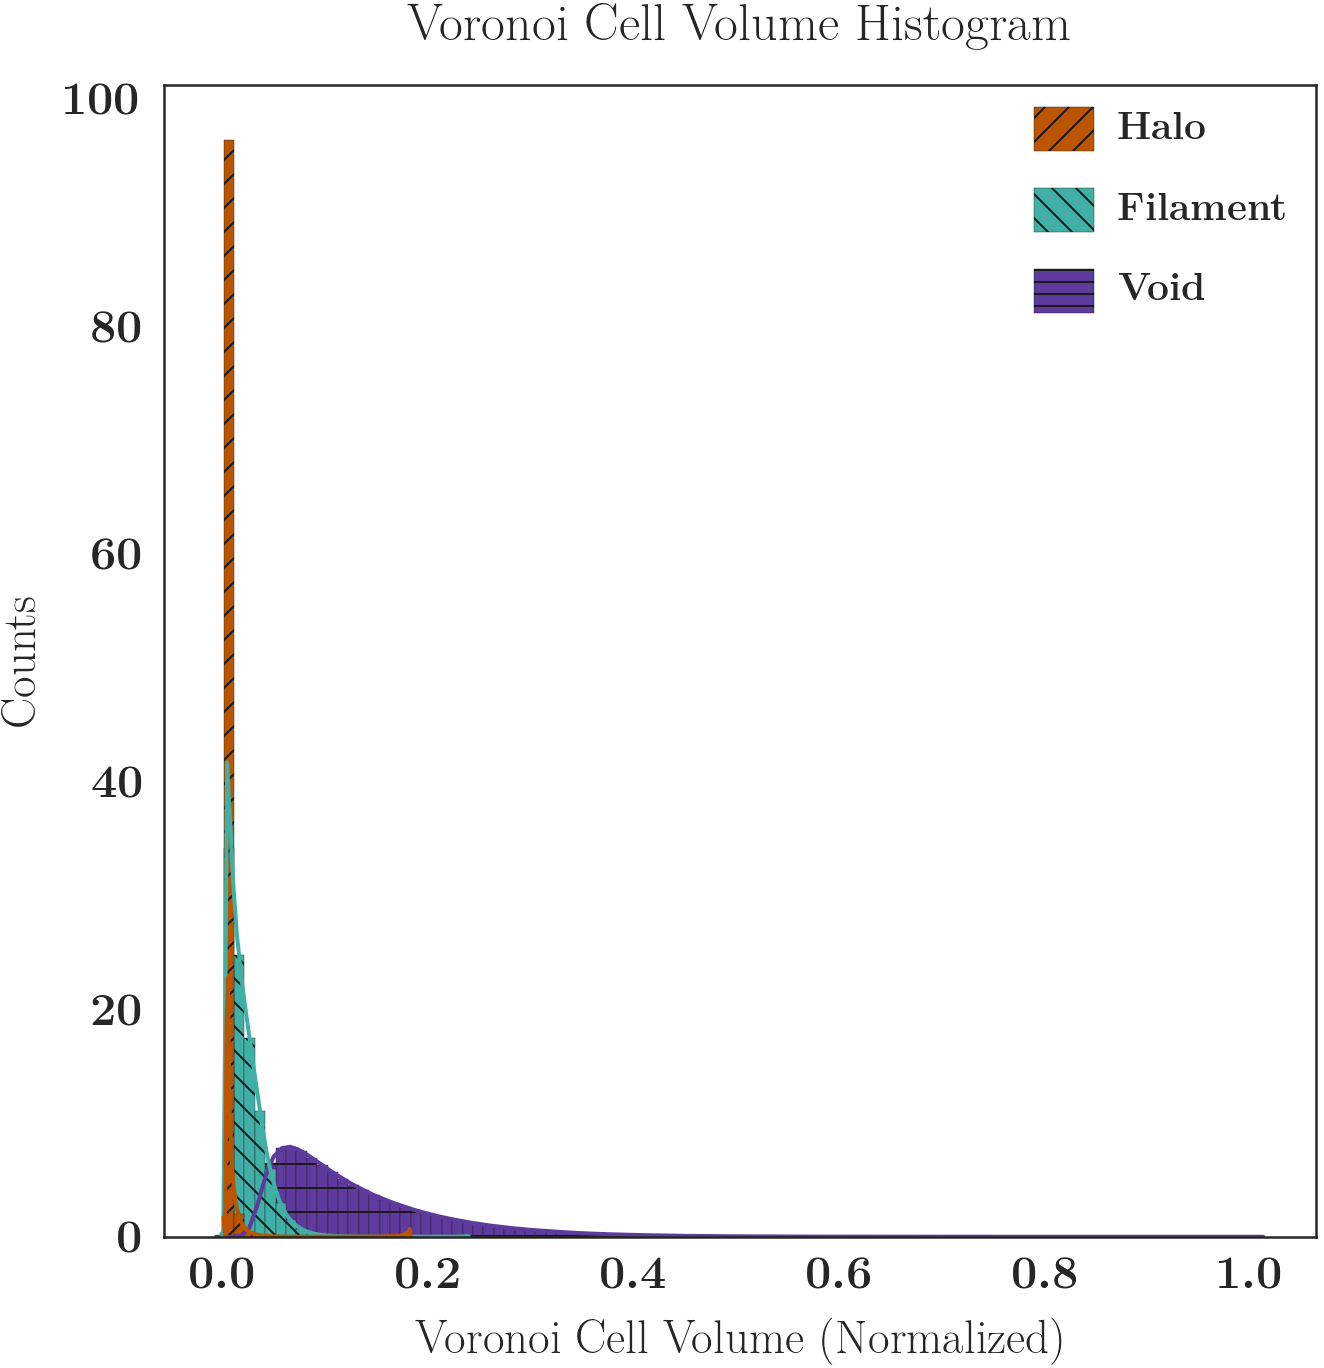 Voronoi Cell Volume Histogram
100
80
60
40
20
0
Counts
Halo
Filament
Void
0.0 0.2 0.4 0.6 0.8 1.0
Voronoi Cell Volume (Normalized)